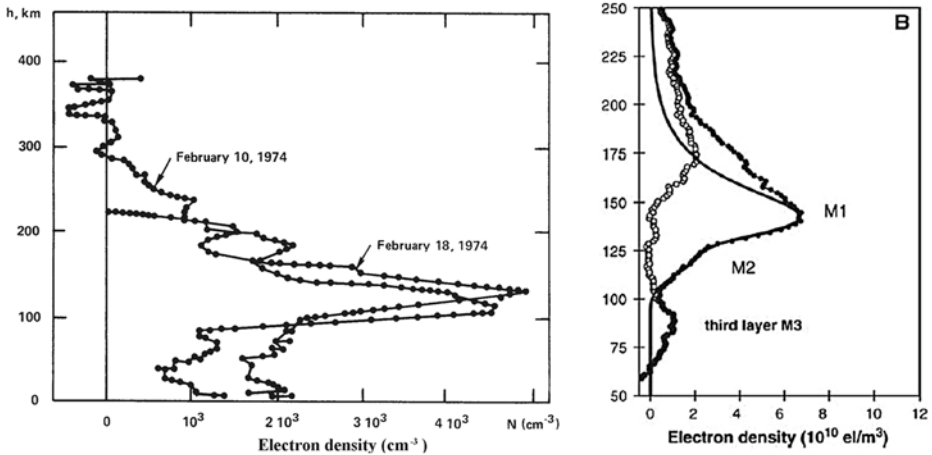 h, km
400
300
200
100
0
February 10, 1974
February 18, 1974
0
10³
2 10³
3 10³
4 10³
N (cm⁻³)
Electron density (cm⁻³)
B
250
225
200
175
150
125
100
75
50
M1
M2
third layer M3
0
2
4
6
8
10
12
Electron density (10¹⁰ el/m³)